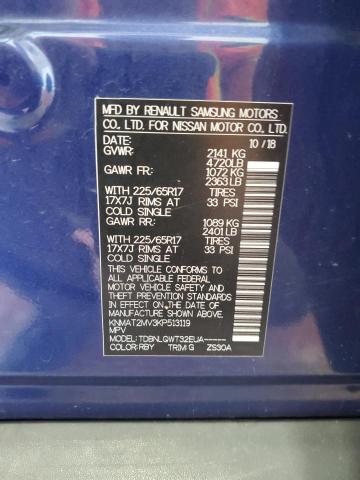 MFD BY RENAULT SAMSUNG MOTORS
CO., LTD. FOR NISSAN MOTOR CO., LTD.
DATE: 10 / 18
GVWR: 2141 KG
4720LB
GAWR FR: 1072 KG
2363LB
WITH 225/65R17 TIRES
17X7J RIMS AT 33 PSI
COLD SINGLE
GAWR RR: 1089 KG
2401LB
WITH 225/65R17 TIRES
17X7J RIMS AT 33 PSI
COLD SINGLE
THIS VEHICLE CONFORMS TO ALL
APPLICABLE FEDERAL MOTOR
VEHICLE SAFETY AND THEFT
PREVENTION STANDARDS
IN EFFECT ON THE DATE OF
MANUFACTURE SHOWN ABOVE.
KNMAT2MV3KP513119
MPV
MODEL: TDBNLQWT32EUA-----
COLOR:RBY TRIM:G ZS30A